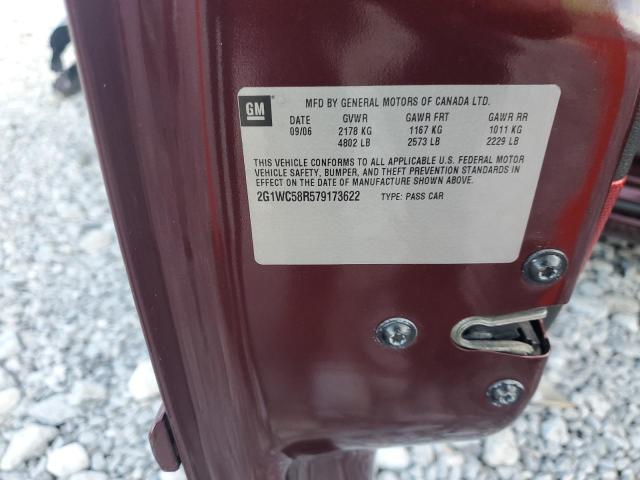 GM
MFD BY GENERAL MOTORS OF CANADA LTD.
DATE GVWR GAWR FRT GAWR RR
09/06 2178 KG 1167 KG 1011 KG
4802 LB 2573 LB 2229 LB
THIS VEHICLE CONFORMS TO ALL APPLICABLE U.S. FEDERAL MOTOR
VEHICLE SAFETY, BUMPER, AND THEFT PREVENTION STANDARDS IN
EFFECT ON THE DATE OF MANUFACTURE SHOWN ABOVE.
2G1WC58R579173622 TYPE: PASS CAR